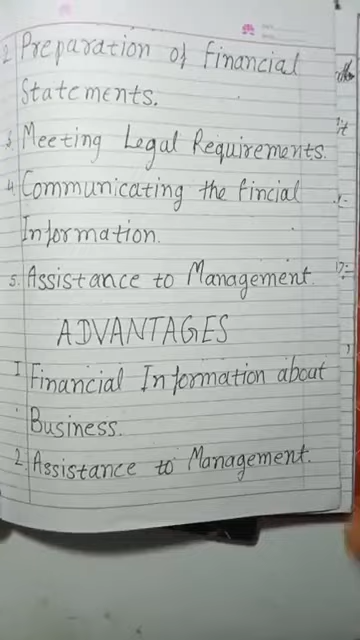 2 Preparation of financial
Statements.
3. Meeting Legal Requirements.
4. Communicating the fincial
Information.
5. Assistance to Management.
ADVANTAGES
1 Financial Information about
Business.
2. Assistance to Management.